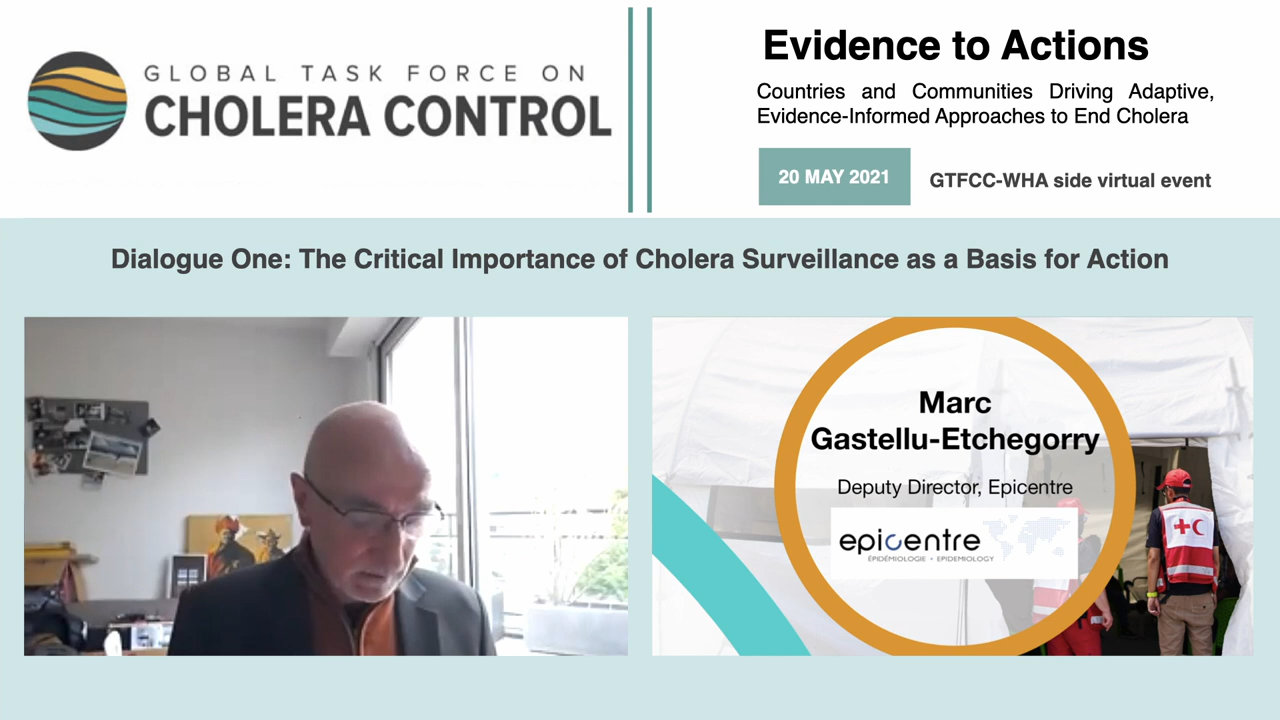 GLOBAL TASK FORCE ON
CHOLERA CONTROL
Evidence to Actions
Countries and Communities Driving Adaptive,
Evidence-Informed Approaches to End Cholera
20 MAY 2021
GTFCC-WHA side virtual event
Dialogue One: The Critical Importance of Cholera Surveillance as a Basis for Action
Marc
Gastellu-Etchegorry
Deputy Director, Epicentre
epicentre
ÉPIDÉMIOLOGIE • EPIDEMIOLOGY